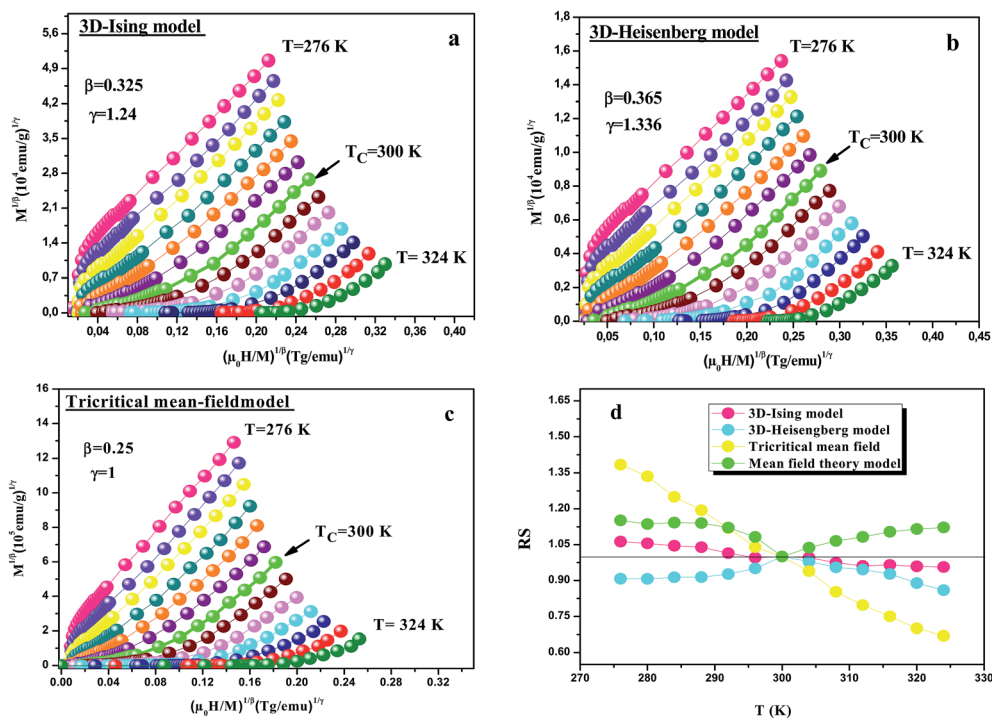 3D-Ising model
a
T=276 K
β=0.325
γ=1.24
T_C=300 K
T= 324 K
M^{1/β}(10^4 emu/g)^{1/γ}
5,6
4,9
4,2
3,5
2,8
2,1
1,4
0,7
0,0
0,04 0,08 0,12 0,16 0,20 0,24 0,28 0,32 0,36 0,40
(μ_0H/M)^{1/β}(Tg/emu)^{1/γ}
3D-Heisenberg model
b
T=276 K
β=0.365
γ=1.336
T_C=300 K
T= 324 K
M^{1/β}(10^4 emu/g)^{1/γ}
1,8
1,6
1,4
1,2
1,0
0,8
0,6
0,4
0,2
0,0
0,05 0,10 0,15 0,20 0,25 0,30 0,35 0,40 0,45
(μ_0H/M)^{1/β}(Tg/emu)^{1/γ}
Tricritical mean-fieldmodel
c
T=276 K
β=0.25
γ=1
T_C=300 K
T= 324 K
M^{1/β}(10^5 emu/g)^{1/γ}
16
14
12
10
8
6
4
2
0
0.00 0.04 0.08 0.12 0.16 0.20 0.24 0.28 0.32
(μ_0H/M)^{1/β}(Tg/emu)^{1/γ}
d
3D-Ising model
3D-Heisengberg model
Tricritical mean field
Mean field theory model
RS
1.65
1.50
1.35
1.20
1.05
0.90
0.75
0.60
270 280 290 300 310 320 330
T (K)